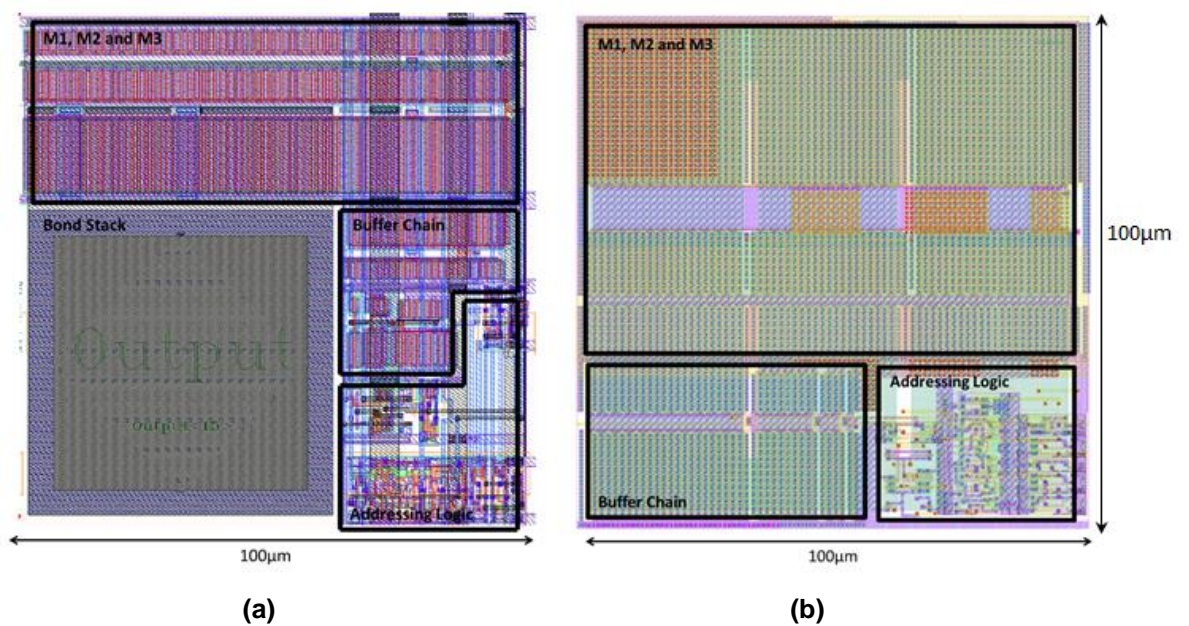 M1, M2 and M3
Bond Stack
Buffer Chain
Output
Addressing Logic
100µm
(a)
M1, M2 and M3
100µm
Addressing Logic
Buffer Chain
100µm
(b)